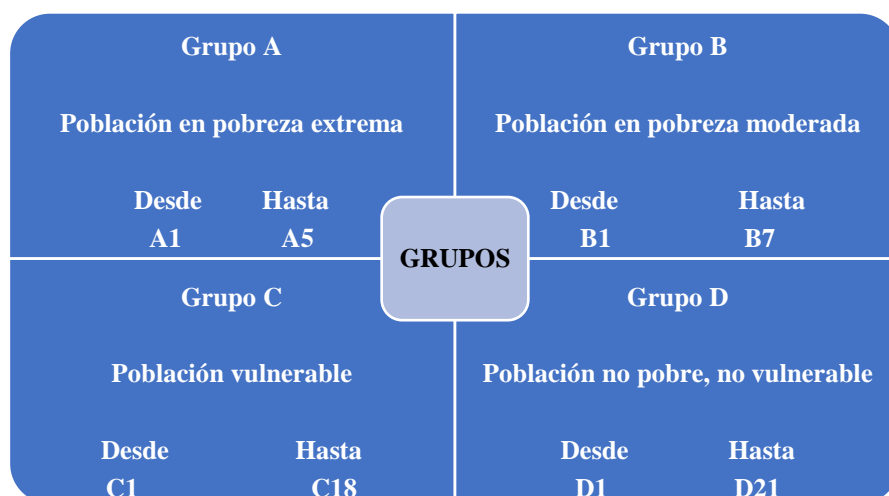 Grupo A
Población en pobreza extrema
Desde Hasta
A1 A5
Grupo B
Población en pobreza moderada
Desde Hasta
B1 B7
GRUPOS
Grupo C
Población vulnerable
Desde Hasta
C1 C18
Grupo D
Población no pobre, no vulnerable
Desde Hasta
D1 D21